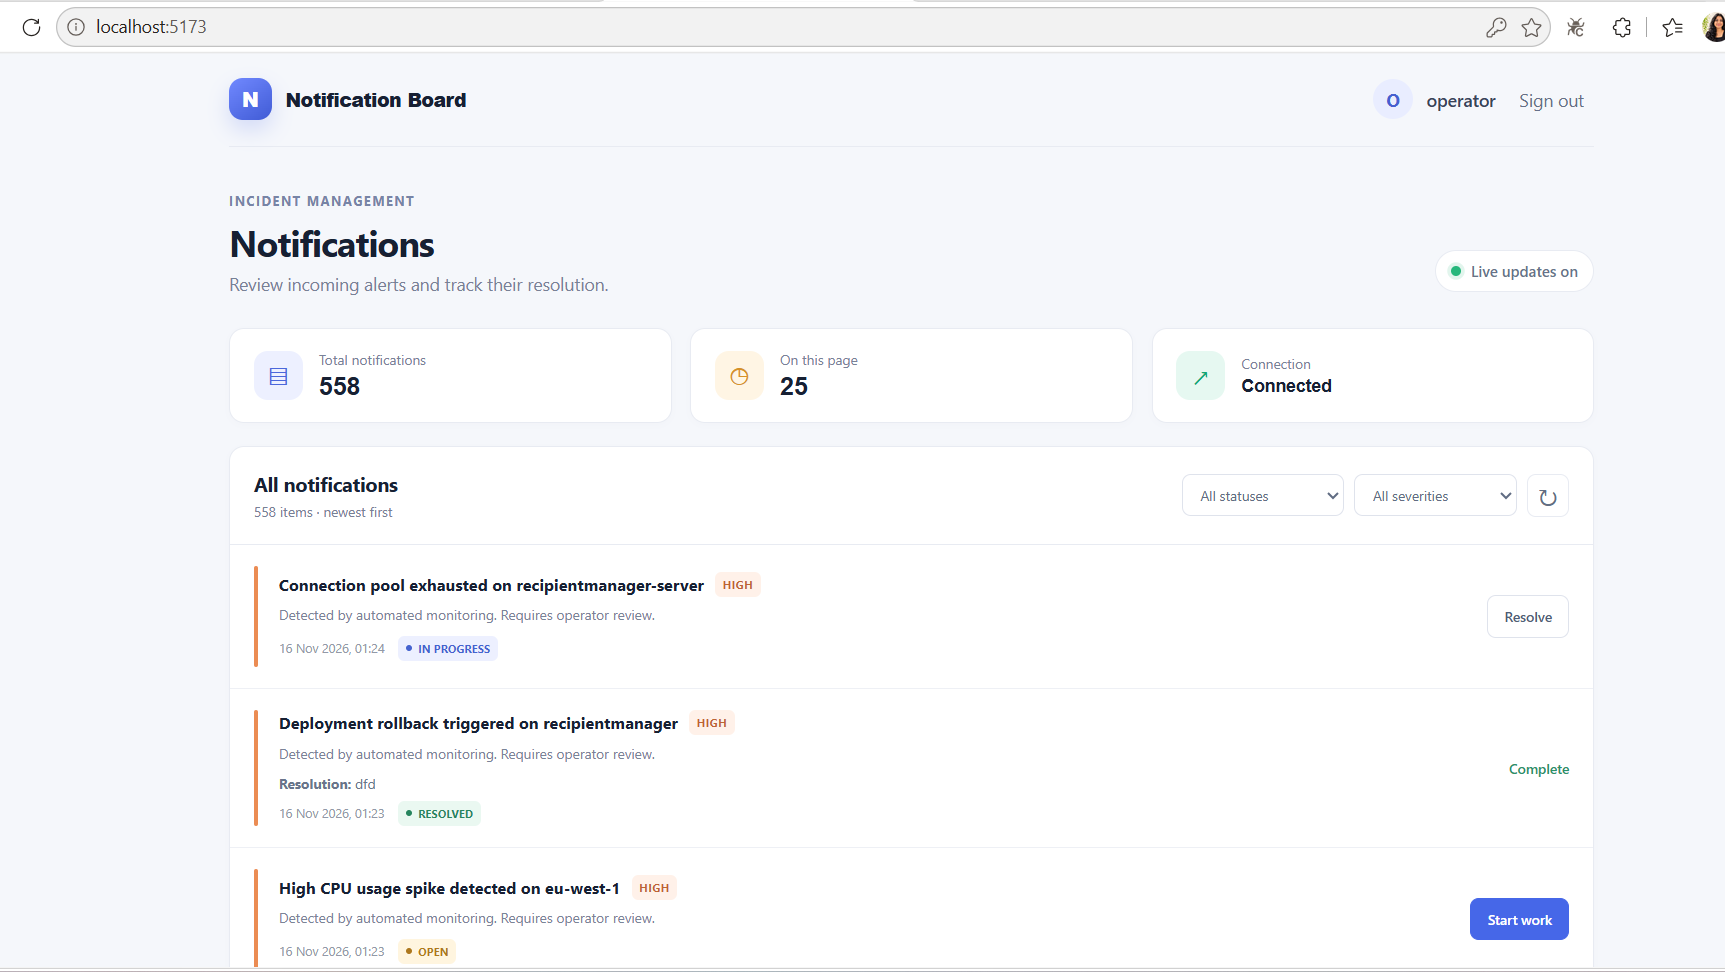 localhost:5173
N Notification Board
O operator Sign out
INCIDENT MANAGEMENT
Notifications
Review incoming alerts and track their resolution.
Live updates on
Total notifications
558
On this page
25
Connection
Connected
All notifications
558 items · newest first
All statuses
All severities
Connection pool exhausted on recipientmanager-server HIGH
Detected by automated monitoring. Requires operator review.
16 Nov 2026, 01:24 IN PROGRESS
Resolve
Deployment rollback triggered on recipientmanager HIGH
Detected by automated monitoring. Requires operator review.
Resolution: dfd
16 Nov 2026, 01:23 RESOLVED
Complete
High CPU usage spike detected on eu-west-1 HIGH
Detected by automated monitoring. Requires operator review.
16 Nov 2026, 01:23 OPEN
Start work